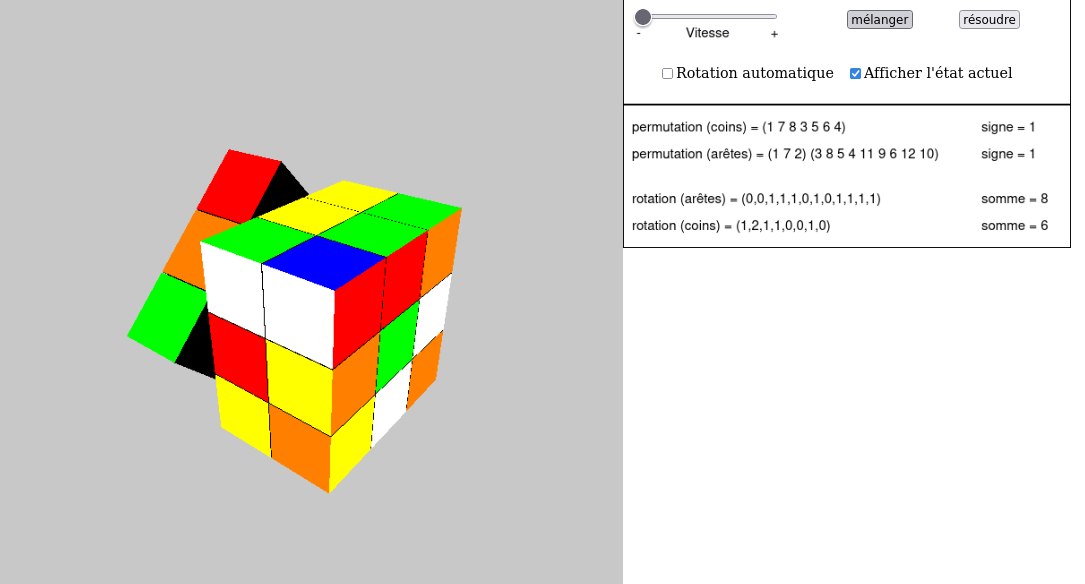 mélanger résoudre
- Vitesse +
Rotation automatique Afficher l'état actuel
permutation (coins) = (1 7 8 3 5 6 4) signe = 1
permutation (arêtes) = (1 7 2) (3 8 5 4 11 9 6 12 10) signe = 1
rotation (arêtes) = (0,0,1,1,1,0,1,0,1,1,1,1) somme = 8
rotation (coins) = (1,2,1,1,0,0,1,0) somme = 6